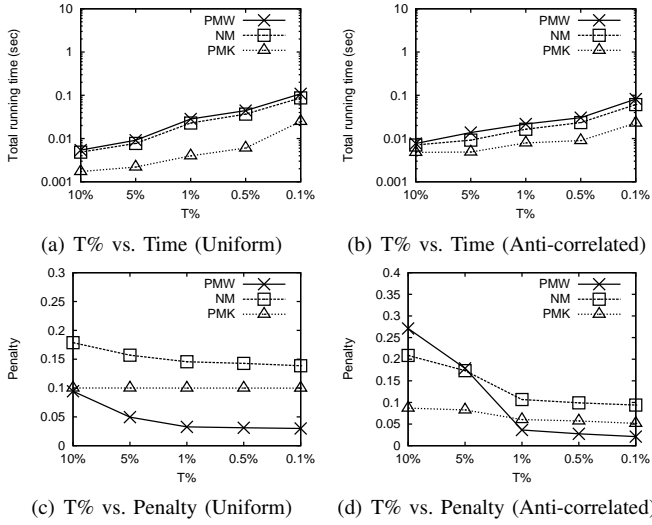 10
1
0.1
0.01
0.001
Total running time (sec)
PMW
NM
PMK
10% 5% 1% 0.5% 0.1%
T%
(a) T% vs. Time (Uniform)
10
1
0.1
0.01
0.001
Total running time (sec)
PMW
NM
PMK
10% 5% 1% 0.5% 0.1%
T%
(b) T% vs. Time (Anti-correlated)
0.3
0.25
0.2
0.15
0.1
0.05
0
Penalty
PMW
NM
PMK
10% 5% 1% 0.5% 0.1%
T%
(c) T% vs. Penalty (Uniform)
0.4
0.35
0.3
0.25
0.2
0.15
0.1
0.05
0
Penalty
PMW
NM
PMK
10% 5% 1% 0.5% 0.1%
T%
(d) T% vs. Penalty (Anti-correlated)